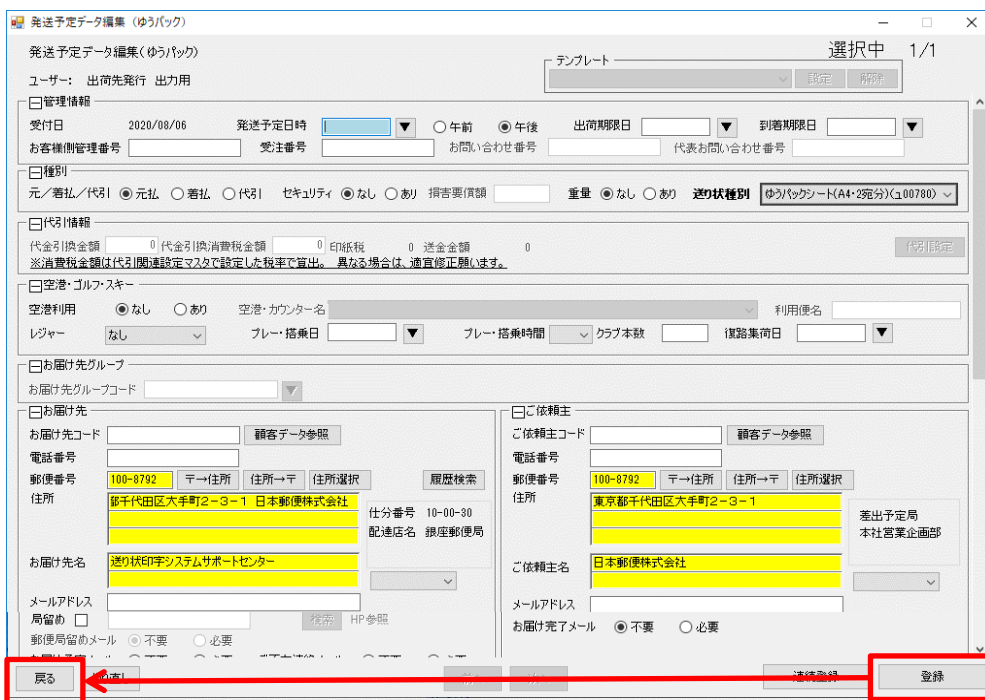 発送予定データ編集（ゆうパック）
発送予定データ編集(ゆうパック)
選択中 1/1
ユーザー: 出荷先発行 出力用
テンプレート
設定 解除
管理情報
受付日 2020/08/06 発送予定日時 午前 午後 出荷期限日 到着期限日
お客様側管理番号 受注番号 お問い合わせ番号 代表お問い合わせ番号
種別
元/着払/代引 元払 着払 代引 セキュリティ なし あり 損害要償額 重量 なし あり 送り状種別 ゆうパックシート(A4・2宛分)(ュ00780)
代引情報
代金引換金額 0 代金引換消費税金額 0 印紙税 0 送金金額 0 代引設定
※消費税金額は代引関連設定マスタで設定した税率で算出。 異なる場合は、適宜修正願います。
空港・ゴルフ・スキー
空港利用 なし あり 空港・カウンター名 利用便名
レジャー なし プレー・搭乗日 プレー・搭乗時間 クラブ本数 復路集荷日
お届け先グループ
お届け先グループコード
お届け先
お届け先コード 顧客データ参照
電話番号
郵便番号 100-8792 〒→住所 住所→〒 住所選択 履歴検索
住所 都千代田区大手町2-3-1 日本郵便株式会社
仕分番号 10-00-30
配達店名 銀座郵便局
お届け先名 送り状印字システムサポートセンター
メールアドレス
局留め 検索 HP参照
郵便局留めメール 不要 必要
ご依頼主
ご依頼主コード 顧客データ参照
電話番号
郵便番号 100-8792 〒→住所 住所→〒 住所選択
住所 東京都千代田区大手町2-3-1
差出予定局
本社営業企画部
ご依頼主名 日本郵便株式会社
メールアドレス
お届け完了メール 不要 必要
戻る 連続登録 登録